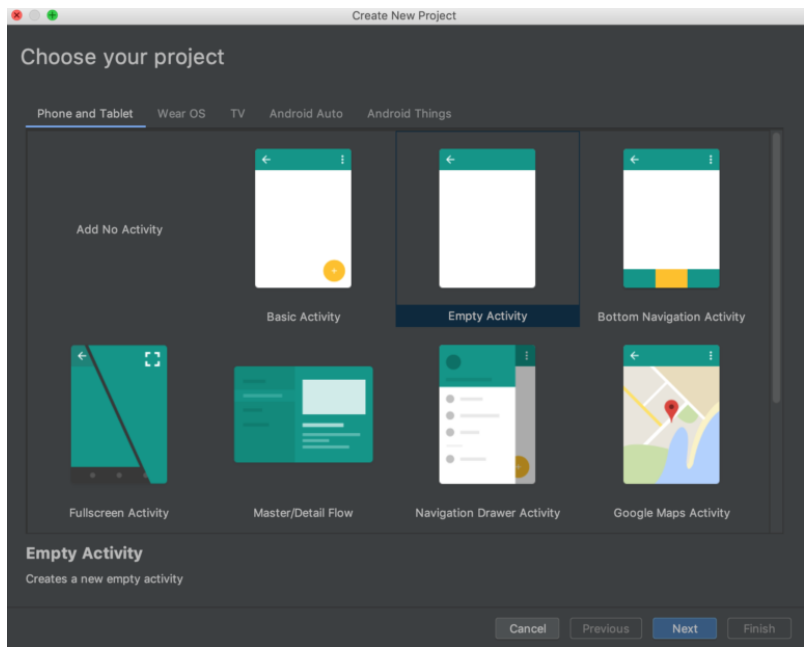 Create New Project
Choose your project
Phone and Tablet Wear OS TV Android Auto Android Things
Add No Activity
Basic Activity
Empty Activity
Bottom Navigation Activity
Fullscreen Activity
Master/Detail Flow
Navigation Drawer Activity
Google Maps Activity
Empty Activity
Creates a new empty activity
Cancel Previous Next Finish